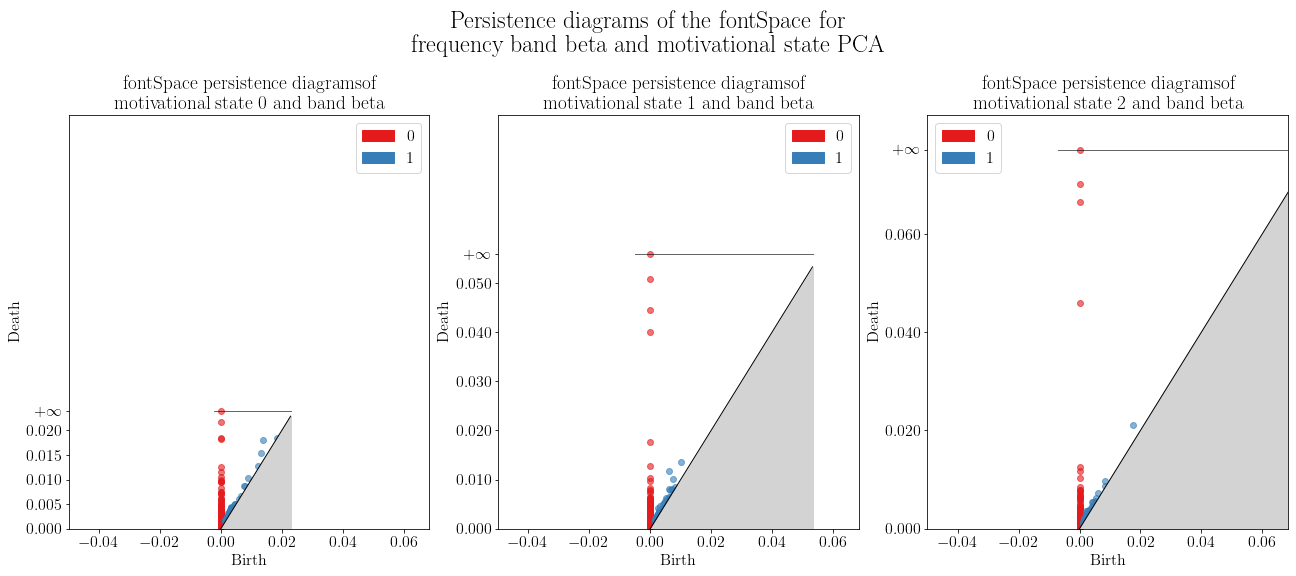 Persistence diagrams of the fontSpace for
frequency band beta and motivational state PCA
fontSpace persistence diagramsof
motivational state 0 and band beta
0
1
+∞
0.020
0.015
0.010
0.005
0.000
Death
−0.04 −0.02 0.00 0.02 0.04 0.06
Birth
fontSpace persistence diagramsof
motivational state 1 and band beta
0
1
+∞
0.050
0.040
0.030
0.020
0.010
0.000
Death
−0.04 −0.02 0.00 0.02 0.04 0.06
Birth
fontSpace persistence diagramsof
motivational state 2 and band beta
0
1
+∞
0.060
0.040
0.020
0.000
Death
−0.04 −0.02 0.00 0.02 0.04 0.06
Birth